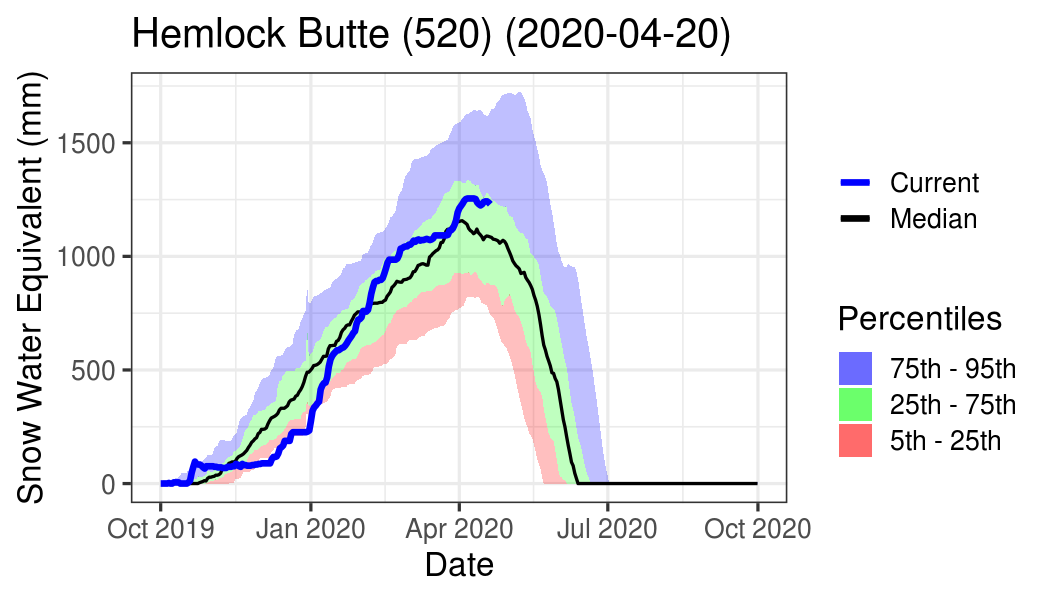 Hemlock Butte (520) (2020-04-20)
Snow Water Equivalent (mm)
1500
1000
500
0
Oct 2019 Jan 2020 Apr 2020 Jul 2020 Oct 2020
Date
Current
Median
Percentiles
75th - 95th
25th - 75th
5th - 25th